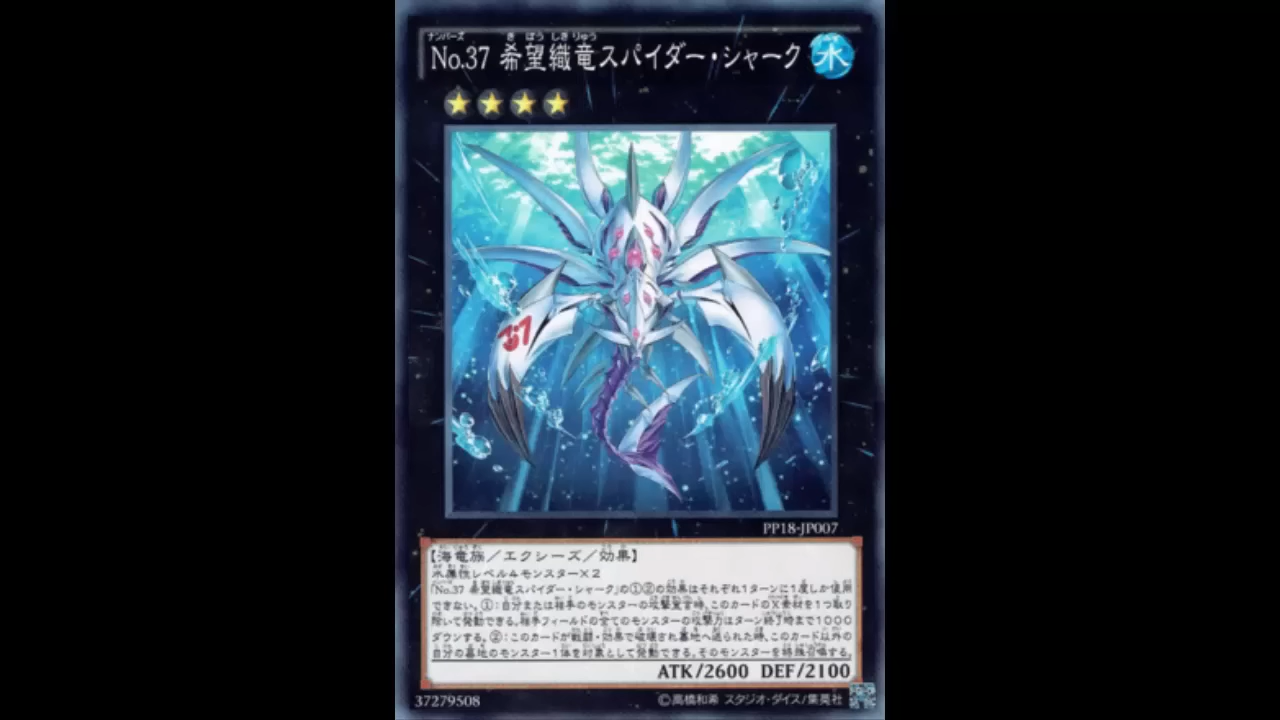 No.37 希望織竜スパイダー・シャーク
ナンバーズ き ぼう しき りゅう
水
37
PP18-JP007
【海竜族／エクシーズ／効果】
水属性レベル４モンスター×２
「No.37 希望織竜スパイダー・シャーク」の①②の効果はそれぞれ１ターンに１度しか使用
できない。①：自分または相手のモンスターの攻撃宣言時、このカードのX素材を１つ取り
除いて発動できる。相手フィールドの全てのモンスターの攻撃力はターン終了時まで１０００
ダウンする。②：このカードが戦闘・効果で破壊され墓地へ送られた時、このカード以外の
自分の墓地のモンスター１体を対象として発動できる。そのモンスターを特殊召喚する。
ATK/2600 DEF/2100
37279508
©高橋和希 スタジオ・ダイス/集英社